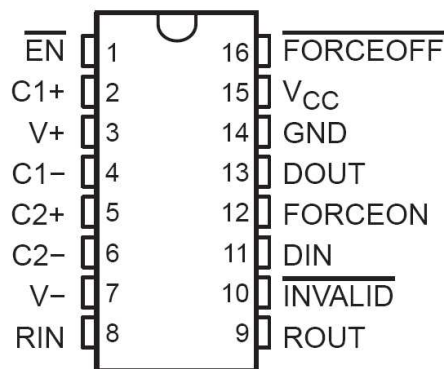 EN 1 16 FORCEOFF
C1+ 2 15 VCC
V+ 3 14 GND
C1− 4 13 DOUT
C2+ 5 12 FORCEON
C2− 6 11 DIN
V− 7 10 INVALID
RIN 8 9 ROUT